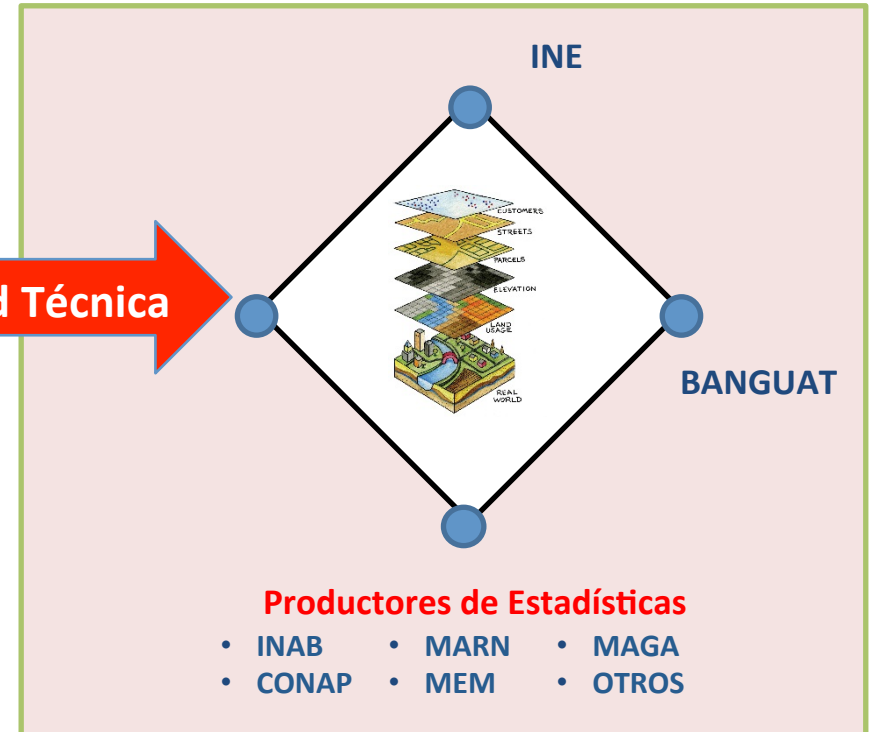 INE
CUSTOMERS
STREETS
PARCELS
ELEVATION
LAND
USAGE
REAL
WORLD
d Técnica
BANGUAT
Productores de Estadísticas
• INAB • MARN • MAGA
• CONAP • MEM • OTROS